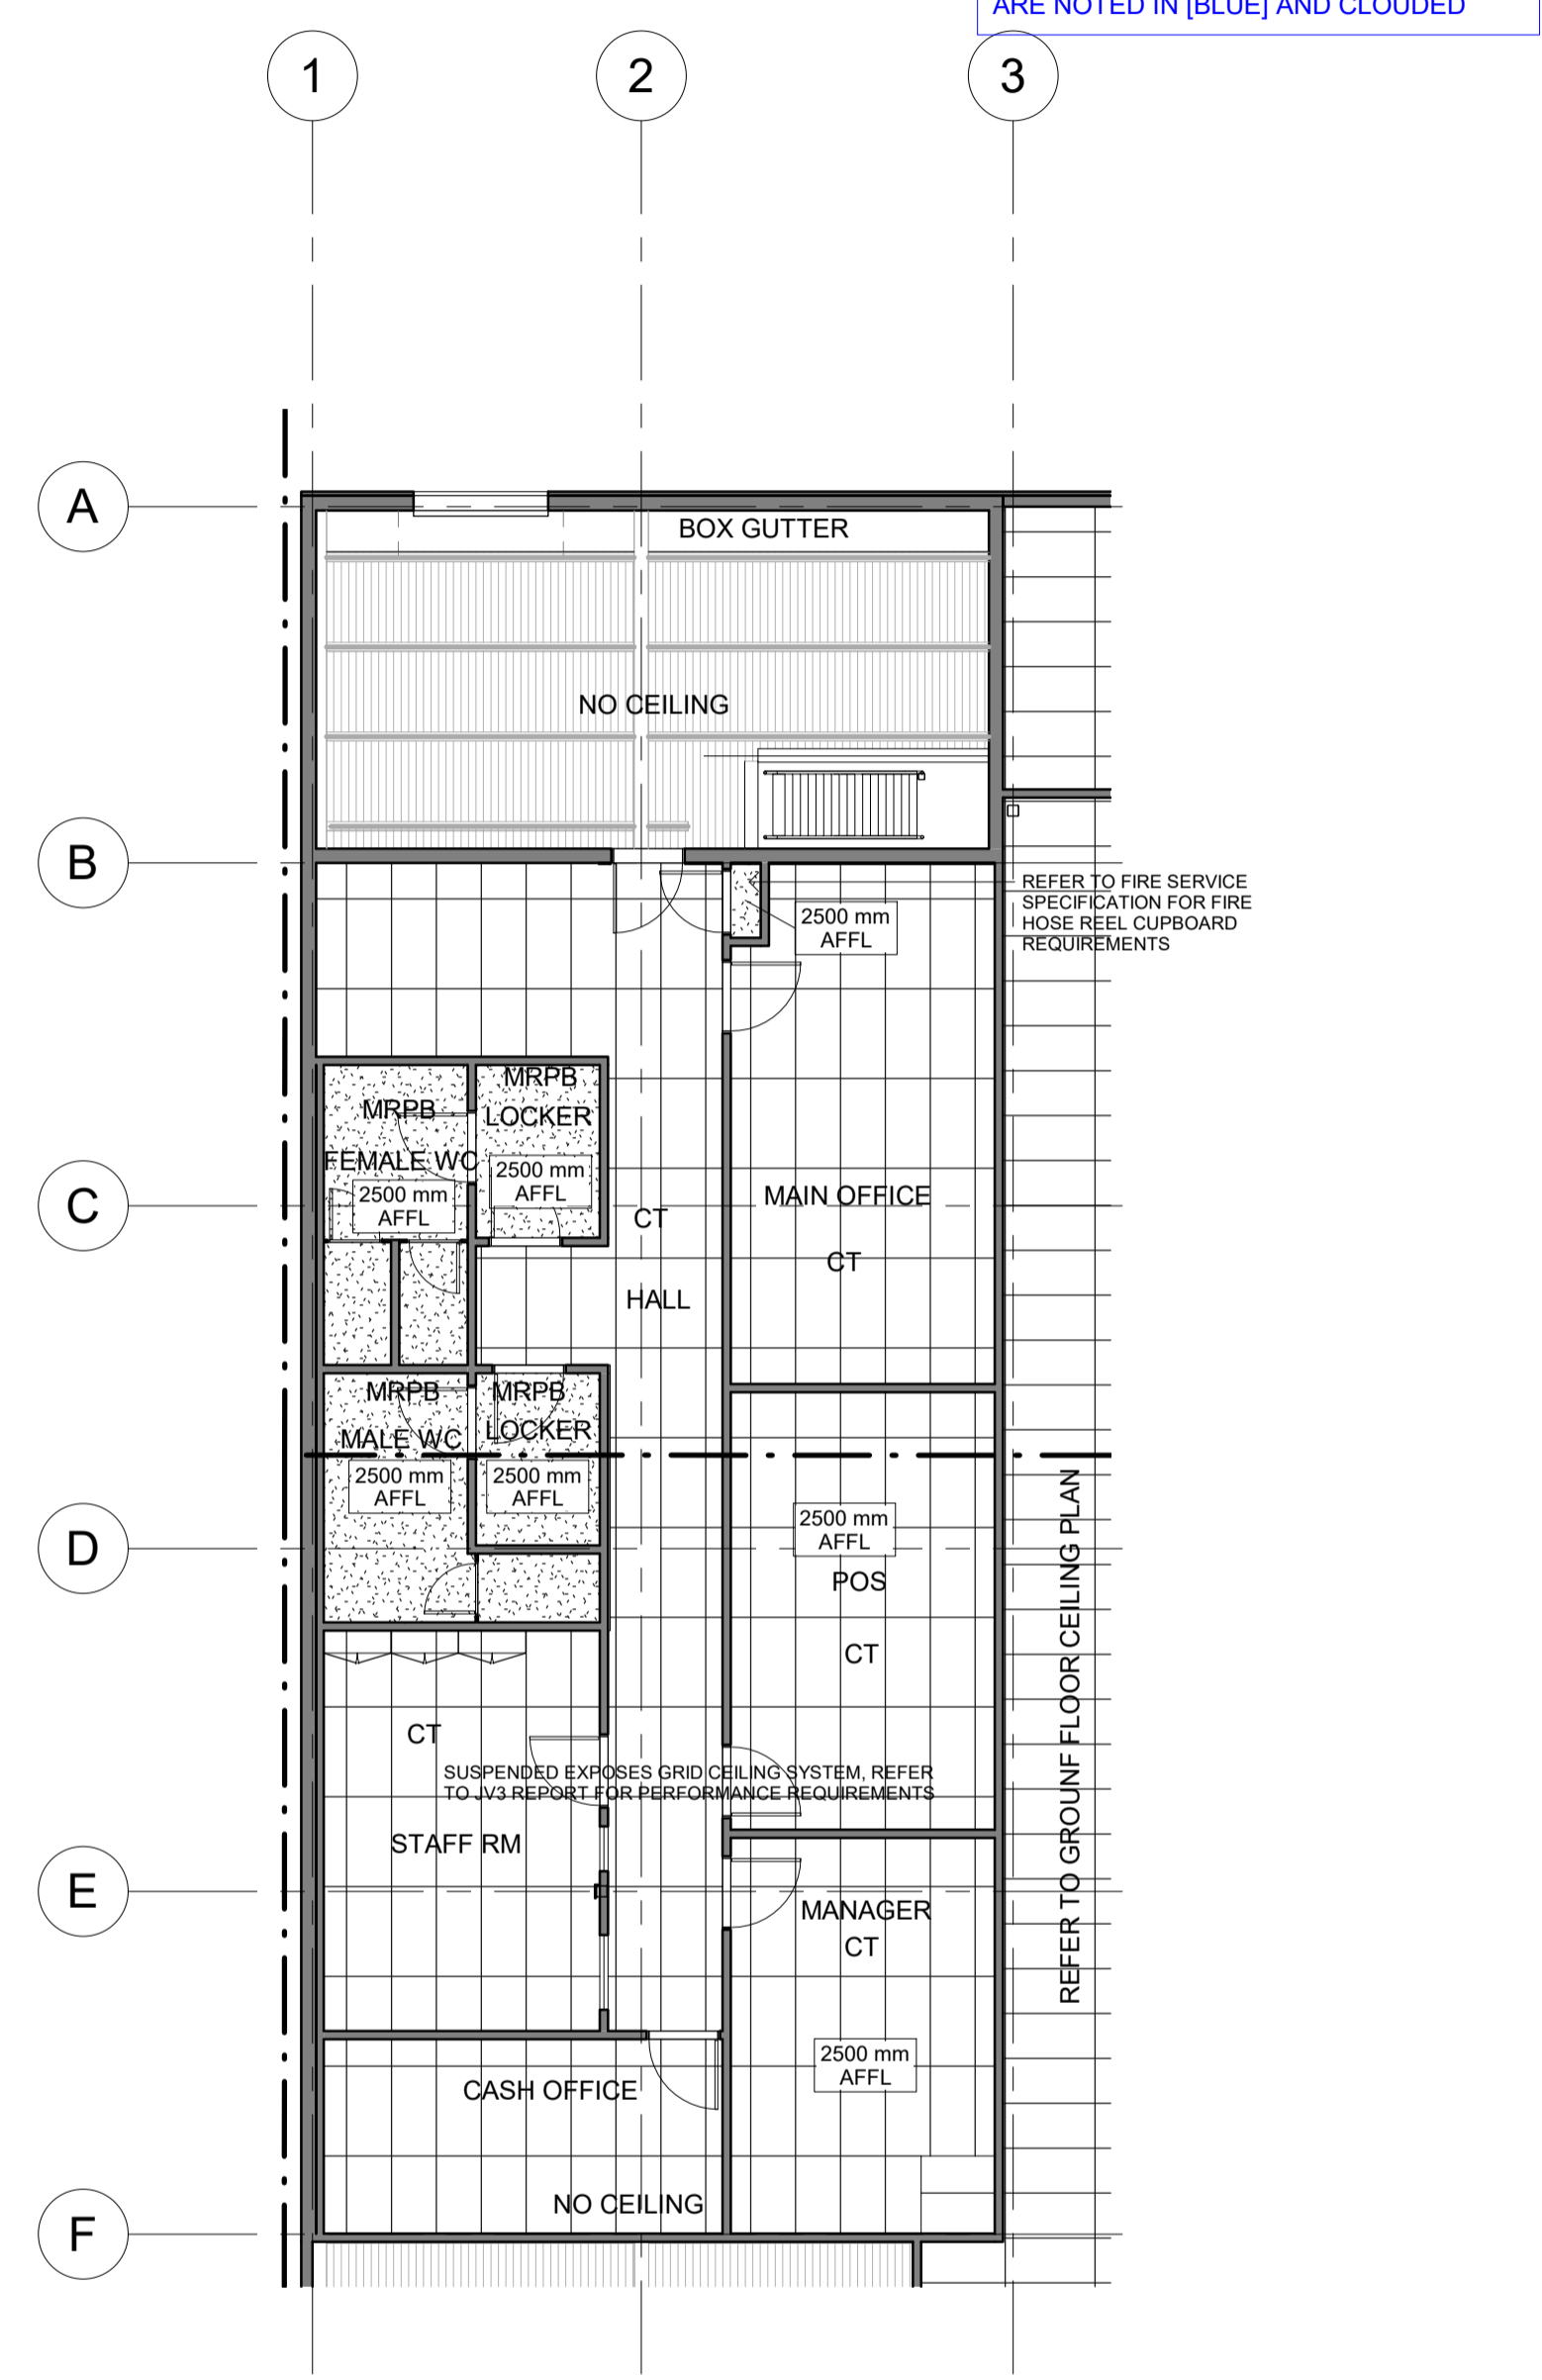 ARE NOTED IN [BLUE] AND CLOUDED
1
2
3
A
BOX GUTTER
NO CEILING
B
REFER TO FIRE SERVICE
SPECIFICATION FOR FIRE
HOSE REEL CUPBOARD
REQUIREMENTS
2500 mm
AFFL
MRPB
LOCKER
MRPB
FEMALE WC
2500 mm
AFFL
2500 mm
AFFL
C
CT
HALL
MAIN OFFICE
CT
MRPB
MALE WC
2500 mm
AFFL
MRPB
LOCKER
2500 mm
AFFL
2500 mm
AFFL
D
POS
CT
REFER TO GROUNF FLOOR CEILING PLAN
CT
SUSPENDED EXPOSES GRID CEILING SYSTEM, REFER
TO JV3 REPORT FOR PERFORMANCE REQUIREMENTS
STAFF RM
E
MANAGER
CT
2500 mm
AFFL
CASH OFFICE
NO CEILING
F